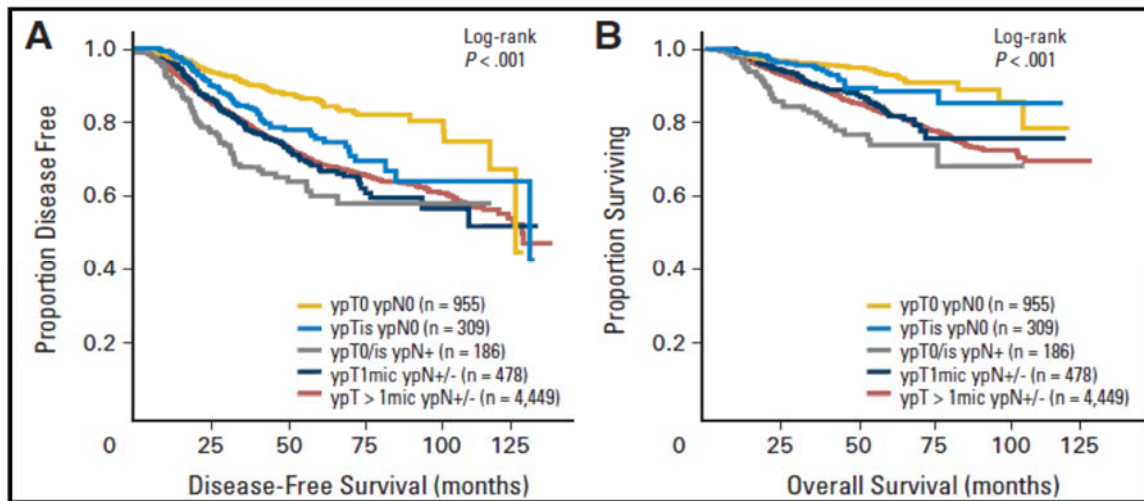 A
Log-rank
P < .001
Proportion Disease Free
1.0
0.8
0.6
0.4
0.2
0
25
50
75
100
125
ypT0 ypN0 (n = 955)
ypTis ypN0 (n = 309)
ypT0/is ypN+ (n = 186)
ypT1mic ypN+/- (n = 478)
ypT > 1mic ypN+/- (n = 4,449)
Disease-Free Survival (months)
B
Log-rank
P < .001
Proportion Surviving
1.0
0.8
0.6
0.4
0.2
0
25
50
75
100
125
ypT0 ypN0 (n = 955)
ypTis ypN0 (n = 309)
ypT0/is ypN+ (n = 186)
ypT1mic ypN+/- (n = 478)
ypT > 1mic ypN+/- (n = 4,449)
Overall Survival (months)